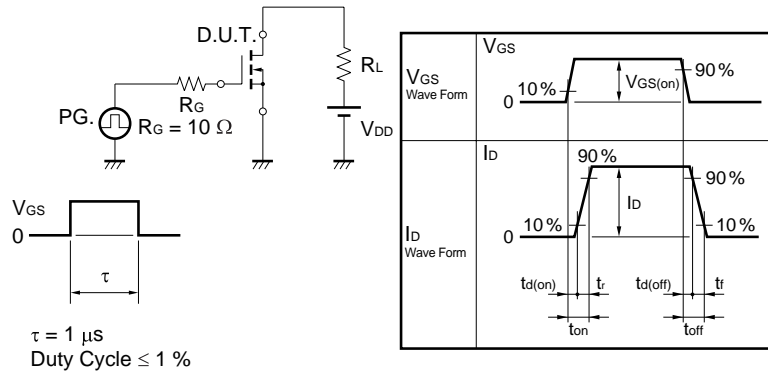 D.U.T.
RL
RG
PG.
RG = 10 Ω
VDD
VGS
0
τ
τ = 1 μs
Duty Cycle ≤ 1 %
VGS
Wave Form
VGS
10 %
VGS(on)
90 %
0
ID
Wave Form
ID
90 %
90 %
ID
10 %
10 %
0
td(on)
tr
td(off)
tf
ton
toff